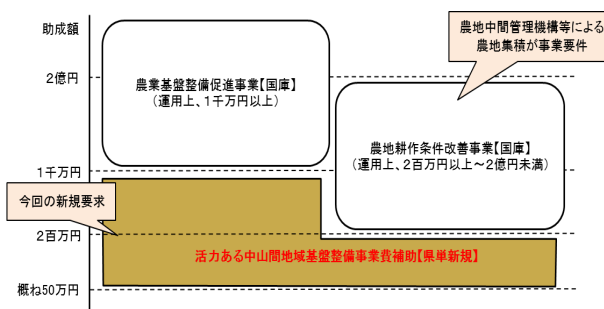 助成額
農地中間管理機構等による
農地集積が事業要件
2億円
農業基盤整備促進事業【国庫】
（運用上、1千万円以上）
農地耕作条件改善事業【国庫】
（運用上、2百万円以上～2億円未満）
1千万円
今回の新規要求
2百万円
活力ある中山間地域基盤整備事業費補助【県単新規】
概ね50万円